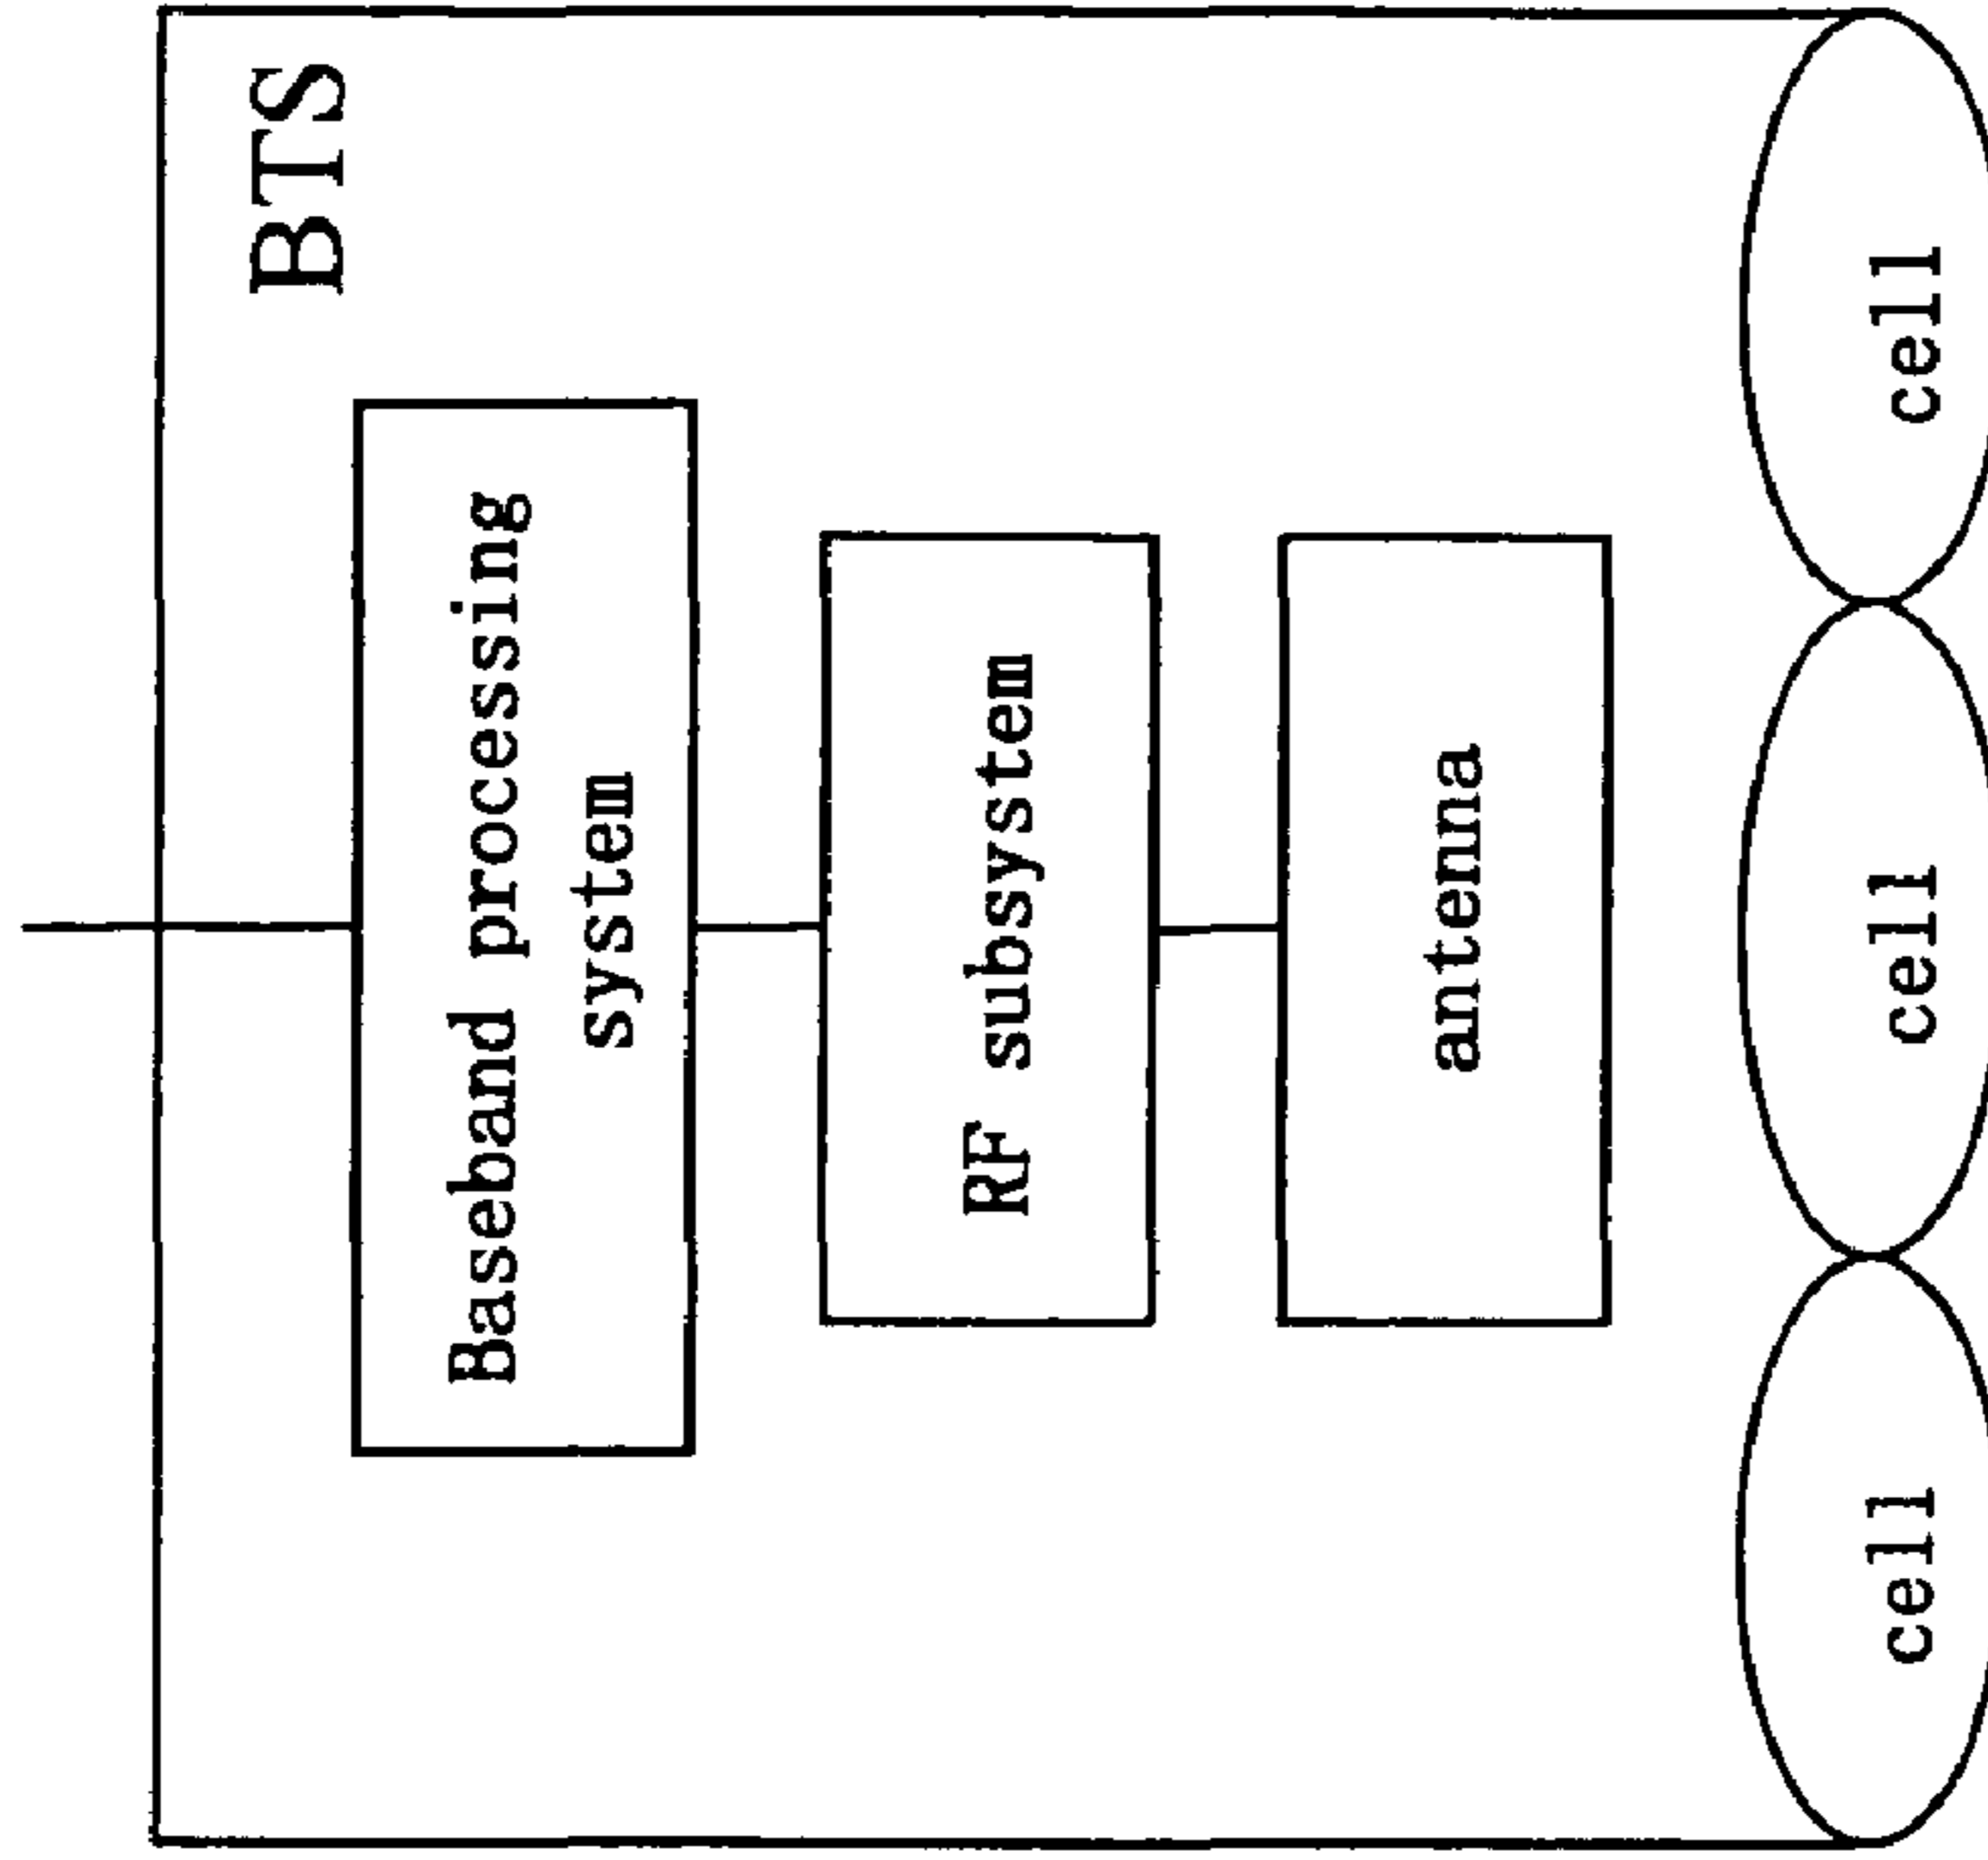 BTS
Baseband processing
system
RF subsystem
antenna
cell
cell
cell